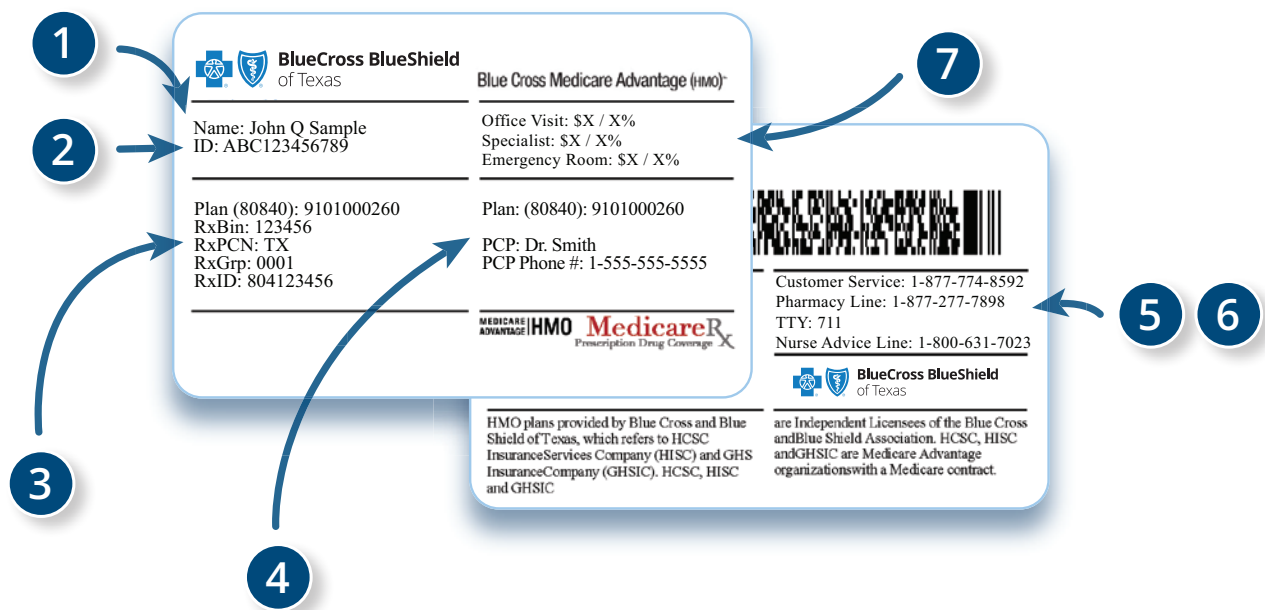 1
2
3
4
5
6
7
BlueCross BlueShield
of Texas
Blue Cross Medicare Advantage (HMO)℠
Name: John Q Sample
ID: ABC123456789
Office Visit: $X / X%
Specialist: $X / X%
Emergency Room: $X / X%
Plan (80840): 9101000260
RxBin: 123456
RxPCN: TX
RxGrp: 0001
RxID: 804123456
Plan: (80840): 9101000260
PCP: Dr. Smith
PCP Phone #: 1-555-555-5555
MEDICARE
ADVANTAGE HMO
MedicareRx
Prescription Drug Coverage
Customer Service: 1-877-774-8592
Pharmacy Line: 1-877-277-7898
TTY: 711
Nurse Advice Line: 1-800-631-7023
BlueCross BlueShield
of Texas
HMO plans provided by Blue Cross and Blue
Shield of Texas, which refers to HCSC
InsuranceServices Company (HISC) and GHS
InsuranceCompany (GHSIC). HCSC, HISC
and GHSIC
are Independent Licensees of the Blue Cross
andBlue Shield Association. HCSC, HISC
andGHSIC are Medicare Advantage
organizationswith a Medicare contract.